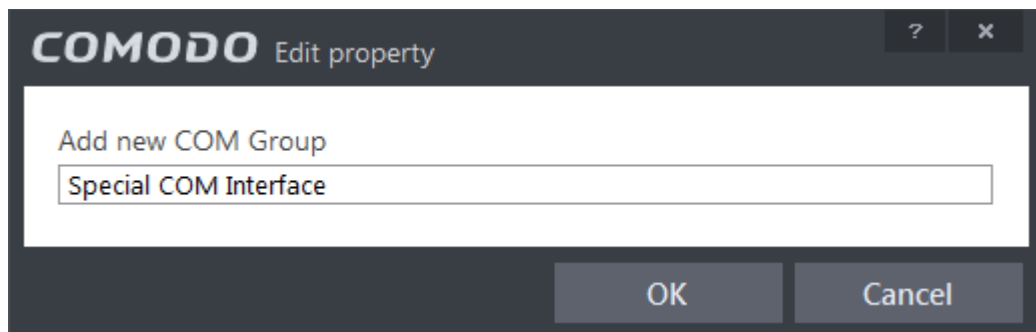 COMODO Edit property ? ×
Add new COM Group
Special COM Interface
OK Cancel